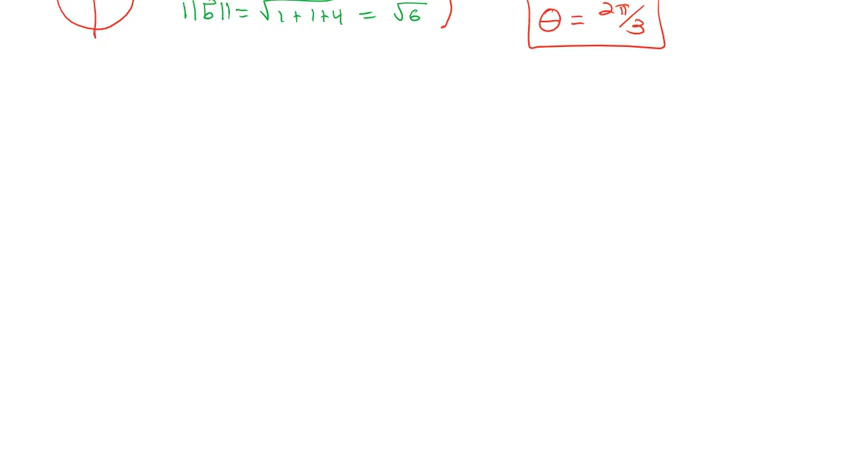 ||b⃗|| = √1+1+4 = √6 )
θ = 2π/3